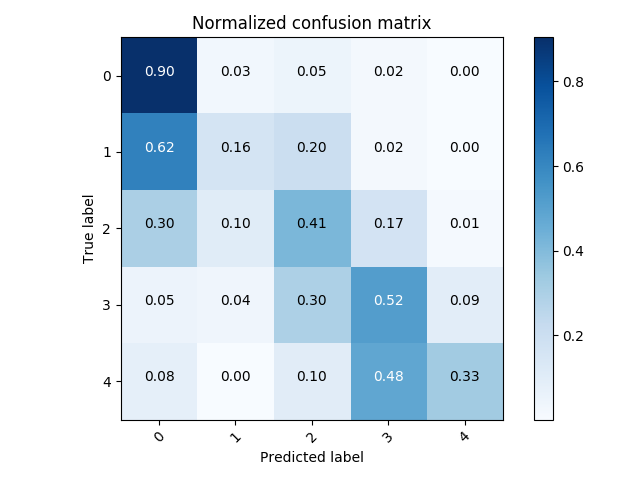 Normalized confusion matrix
0 0.90 0.03 0.05 0.02 0.00
1 0.62 0.16 0.20 0.02 0.00
2 0.30 0.10 0.41 0.17 0.01
3 0.05 0.04 0.30 0.52 0.09
4 0.08 0.00 0.10 0.48 0.33
0 1 2 3 4
True label
Predicted label
0.8
0.6
0.4
0.2